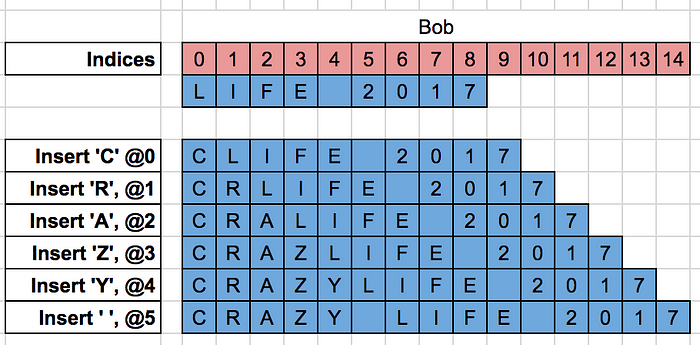 Bob
Indices 0 1 2 3 4 5 6 7 8 9 10 11 12 13 14
L I F E 2 0 1 7
Insert 'C' @0 C L I F E 2 0 1 7
Insert 'R', @1 C R L I F E 2 0 1 7
Insert 'A', @2 C R A L I F E 2 0 1 7
Insert 'Z', @3 C R A Z L I F E 2 0 1 7
Insert 'Y', @4 C R A Z Y L I F E 2 0 1 7
Insert ' ', @5 C R A Z Y L I F E 2 0 1 7